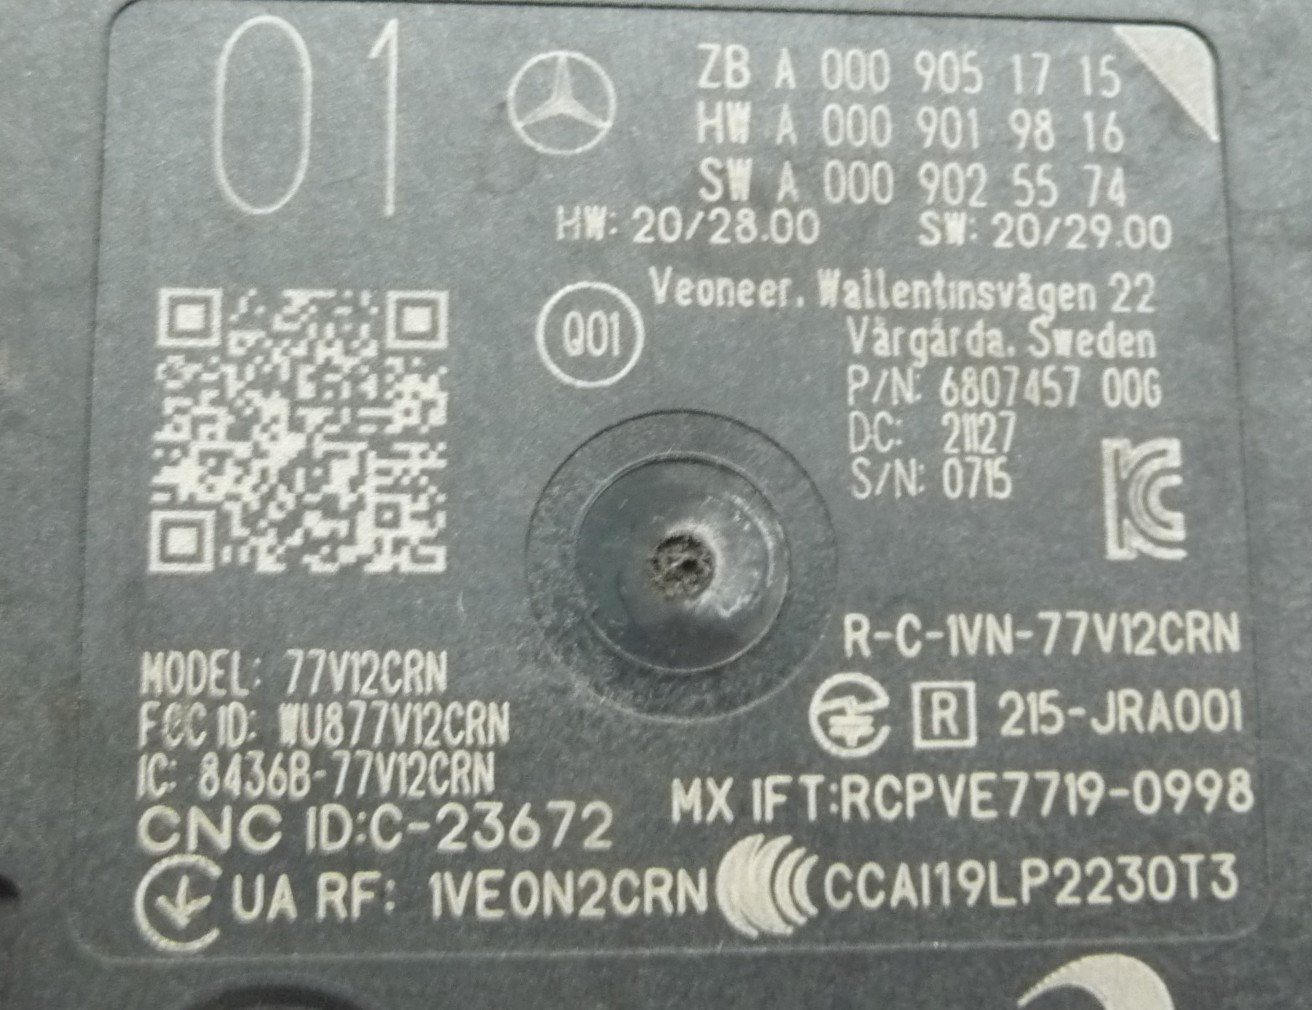 01
ZB A 000 905 17 15
HW A 000 901 98 16
SW A 000 902 55 74
HW: 20/28.00 SW: 20/29.00
Q01
Veoneer. Wallentinsvägen 22
Vårgårda. Sweden
P/N: 6807457 00G
DC: 21127
S/N: 0715
R-C-1VN-77V12CRN
MODEL: 77V12CRN
FCC ID: WU877V12CRN
R 215-JRA001
IC: 8436B-77V12CRN
MX IFT:RCPVE7719-0998
CNC ID:C-23672
UA RF: 1VEON2CRN
CCAI19LP2230T3